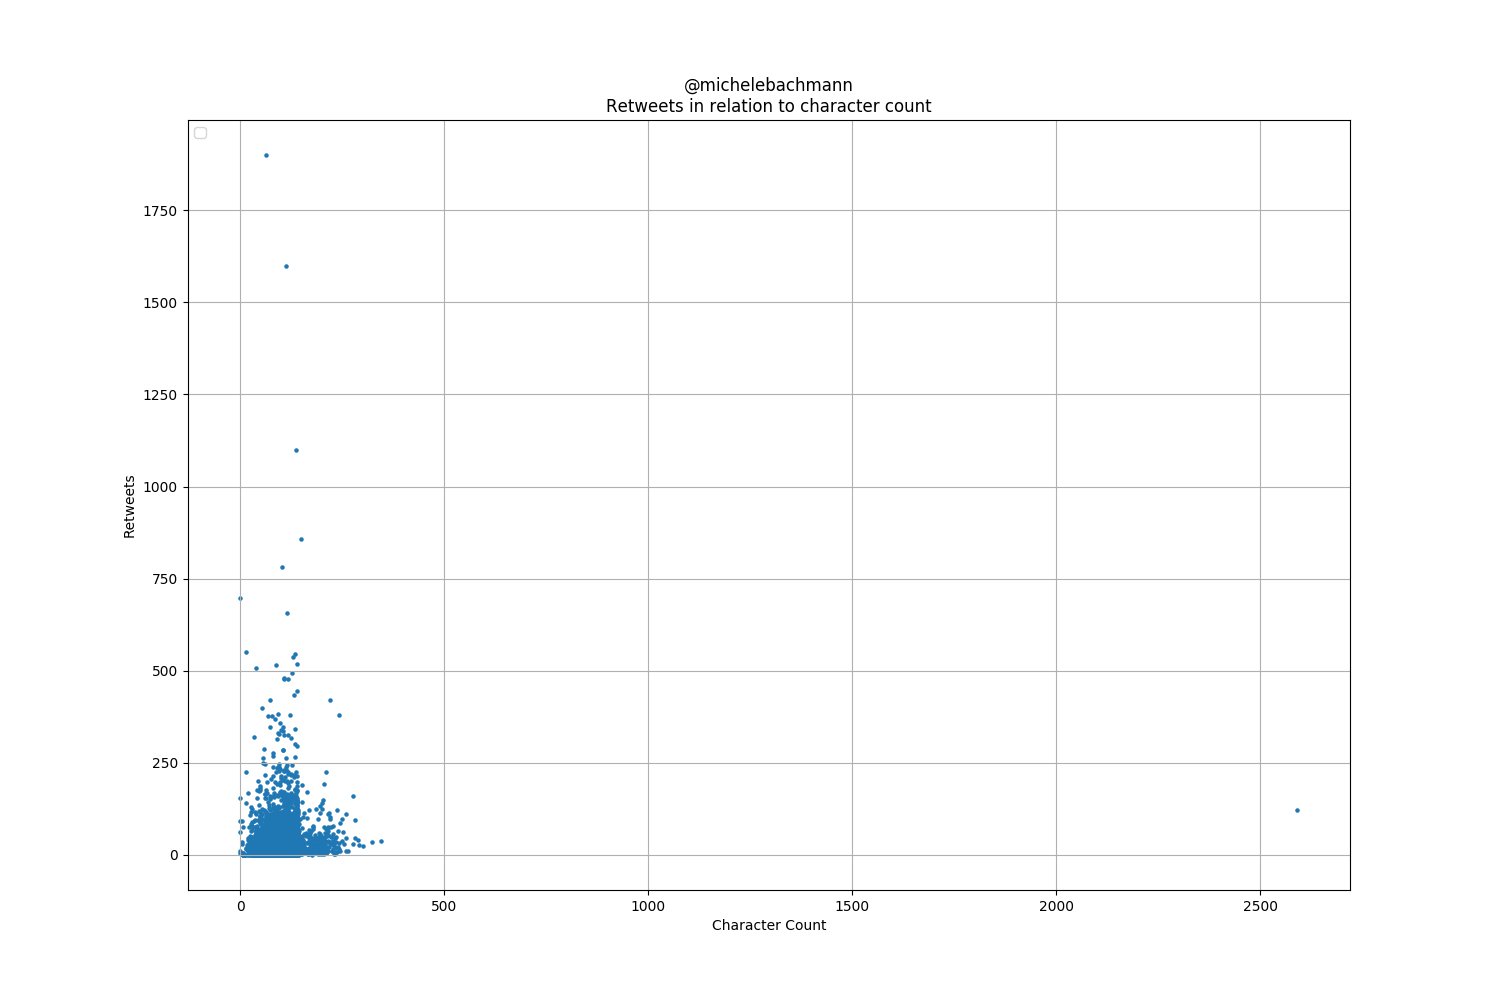 @michelebachmann
Retweets in relation to character count
1750
1500
1250
1000
750
500
250
0
Retweets
0 500 1000 1500 2000 2500
Character Count